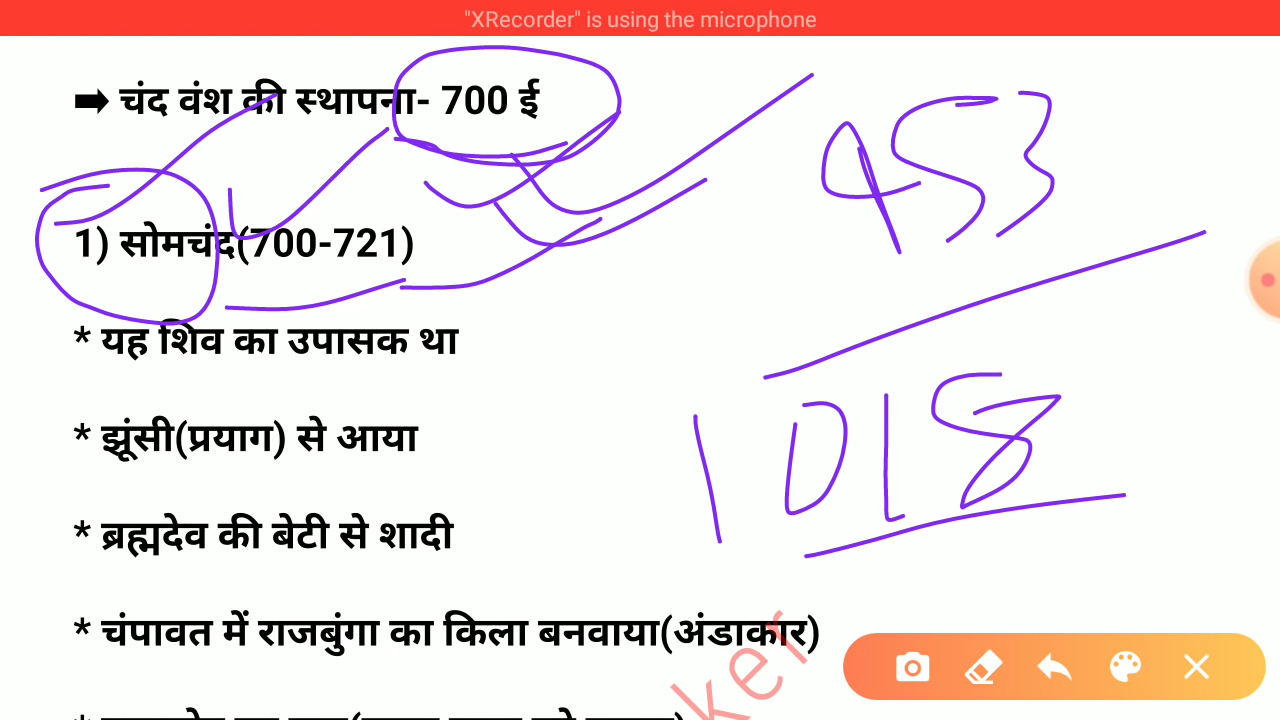 "XRecorder" is using the microphone
➡ चंद वंश की स्थापना- 700 ई
953
1) सोमचंद(700-721)
* यह शिव का उपासक था
1018
* झूंसी(प्रयाग) से आया
* ब्रह्मदेव की बेटी से शादी
* चंपावत में राजबुंगा का किला बनवाया(अंडाकार)
ker